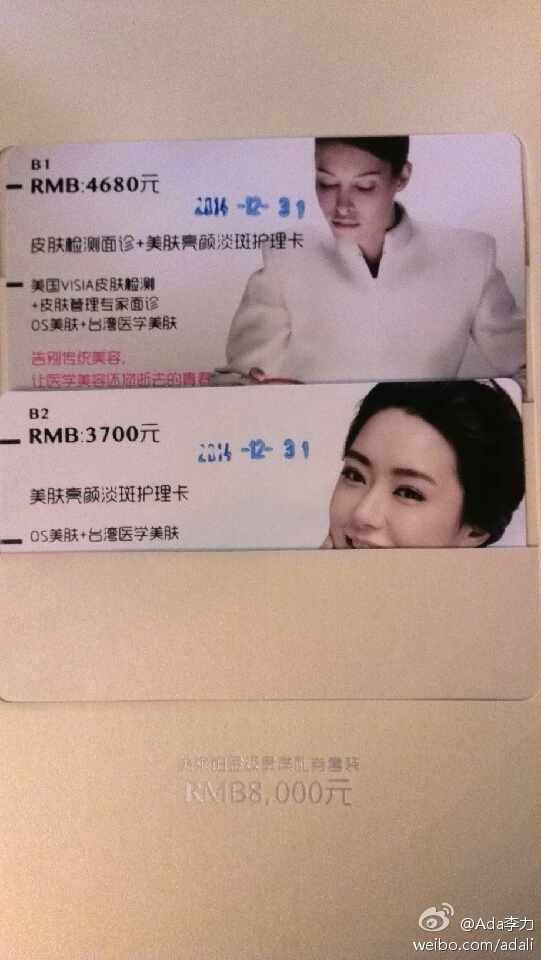 B1
RMB:4680元
2014-12-31
皮肤检测面诊+美肤亮颜淡斑护理卡
美国VISIA皮肤检测
+皮肤管理专家面诊
OS美肤+台湾医学美肤
告别传统美容,
让医学美容还您逝去的青春
B2
RMB:3700元
2014-12-31
美肤亮颜淡斑护理卡
OS美肤+台湾医学美肤
RMB8,000元
@Ada李力
weibo.com/adali